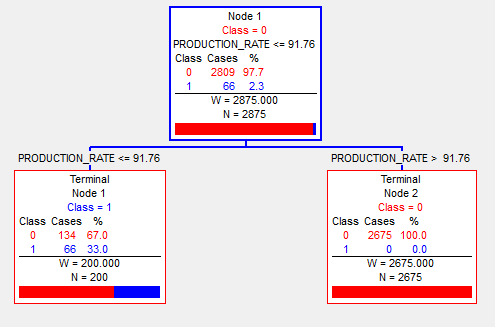 Node 1
Class = 0
PRODUCTION_RATE <= 91.76
Class Cases %
0 2809 97.7
1 66 2.3
W = 2875.000
N = 2875
PRODUCTION_RATE <= 91.76
PRODUCTION_RATE > 91.76
Terminal
Node 1
Class = 1
Class Cases %
0 134 67.0
1 66 33.0
W = 200.000
N = 200
Terminal
Node 2
Class = 0
Class Cases %
0 2675 100.0
1 0 0.0
W = 2675.000
N = 2675